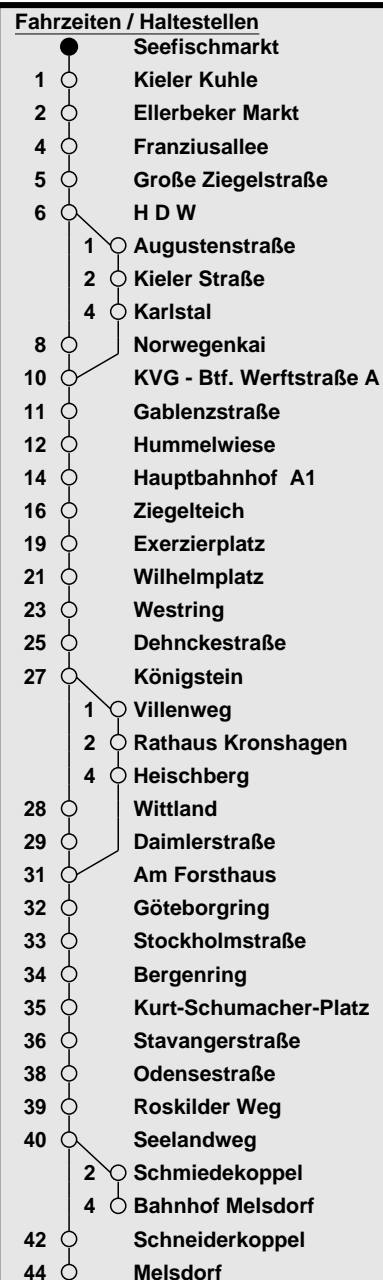 Fahrzeiten / Haltestellen
Seefischmarkt
1 Kieler Kuhle
2 Ellerbeker Markt
4 Franziusallee
5 Große Ziegelstraße
6 H D W
1 Augustenstraße
2 Kieler Straße
4 Karlstal
8 Norwegenkai
10 KVG - Btf. Werftstraße A
11 Gablenzstraße
12 Hummelwiese
14 Hauptbahnhof A1
16 Ziegelteich
19 Exerzierplatz
21 Wilhelmplatz
23 Westring
25 Dehnckestraße
27 Königstein
1 Villenweg
2 Rathaus Kronshagen
4 Heischberg
28 Wittland
29 Daimlerstraße
31 Am Forsthaus
32 Göteborgring
33 Stockholmstraße
34 Bergenring
35 Kurt-Schumacher-Platz
36 Stavangerstraße
38 Odensestraße
39 Roskilder Weg
40 Seelandweg
2 Schmiedekoppel
4 Bahnhof Melsdorf
42 Schneiderkoppel
44 Melsdorf